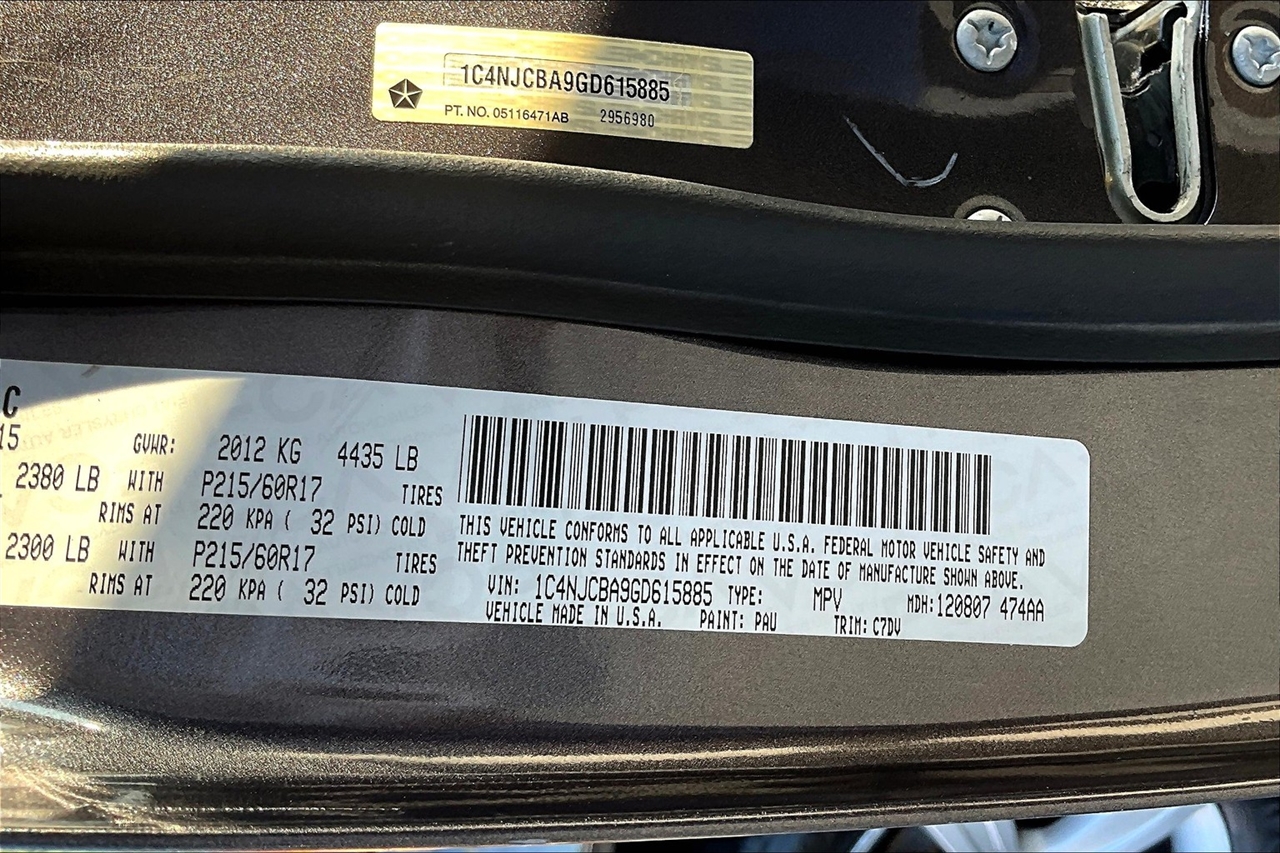 1C4NJCBA9GD615885
PT. NO. 05116471AB 2956980
C
15 GVWR: 2012 KG 4435 LB
2380 LB WITH P215/60R17 TIRES
RIMS AT 220 KPA ( 32 PSI) COLD
2300 LB WITH P215/60R17 TIRES
RIMS AT 220 KPA ( 32 PSI) COLD
THIS VEHICLE CONFORMS TO ALL APPLICABLE U.S.A. FEDERAL MOTOR VEHICLE SAFETY AND
THEFT PREVENTION STANDARDS IN EFFECT ON THE DATE OF MANUFACTURE SHOWN ABOVE.
VIN: 1C4NJCBA9GD615885 TYPE: MPV MDH:120807 474AA
VEHICLE MADE IN U.S.A. PAINT: PAU TRIM: C7DV